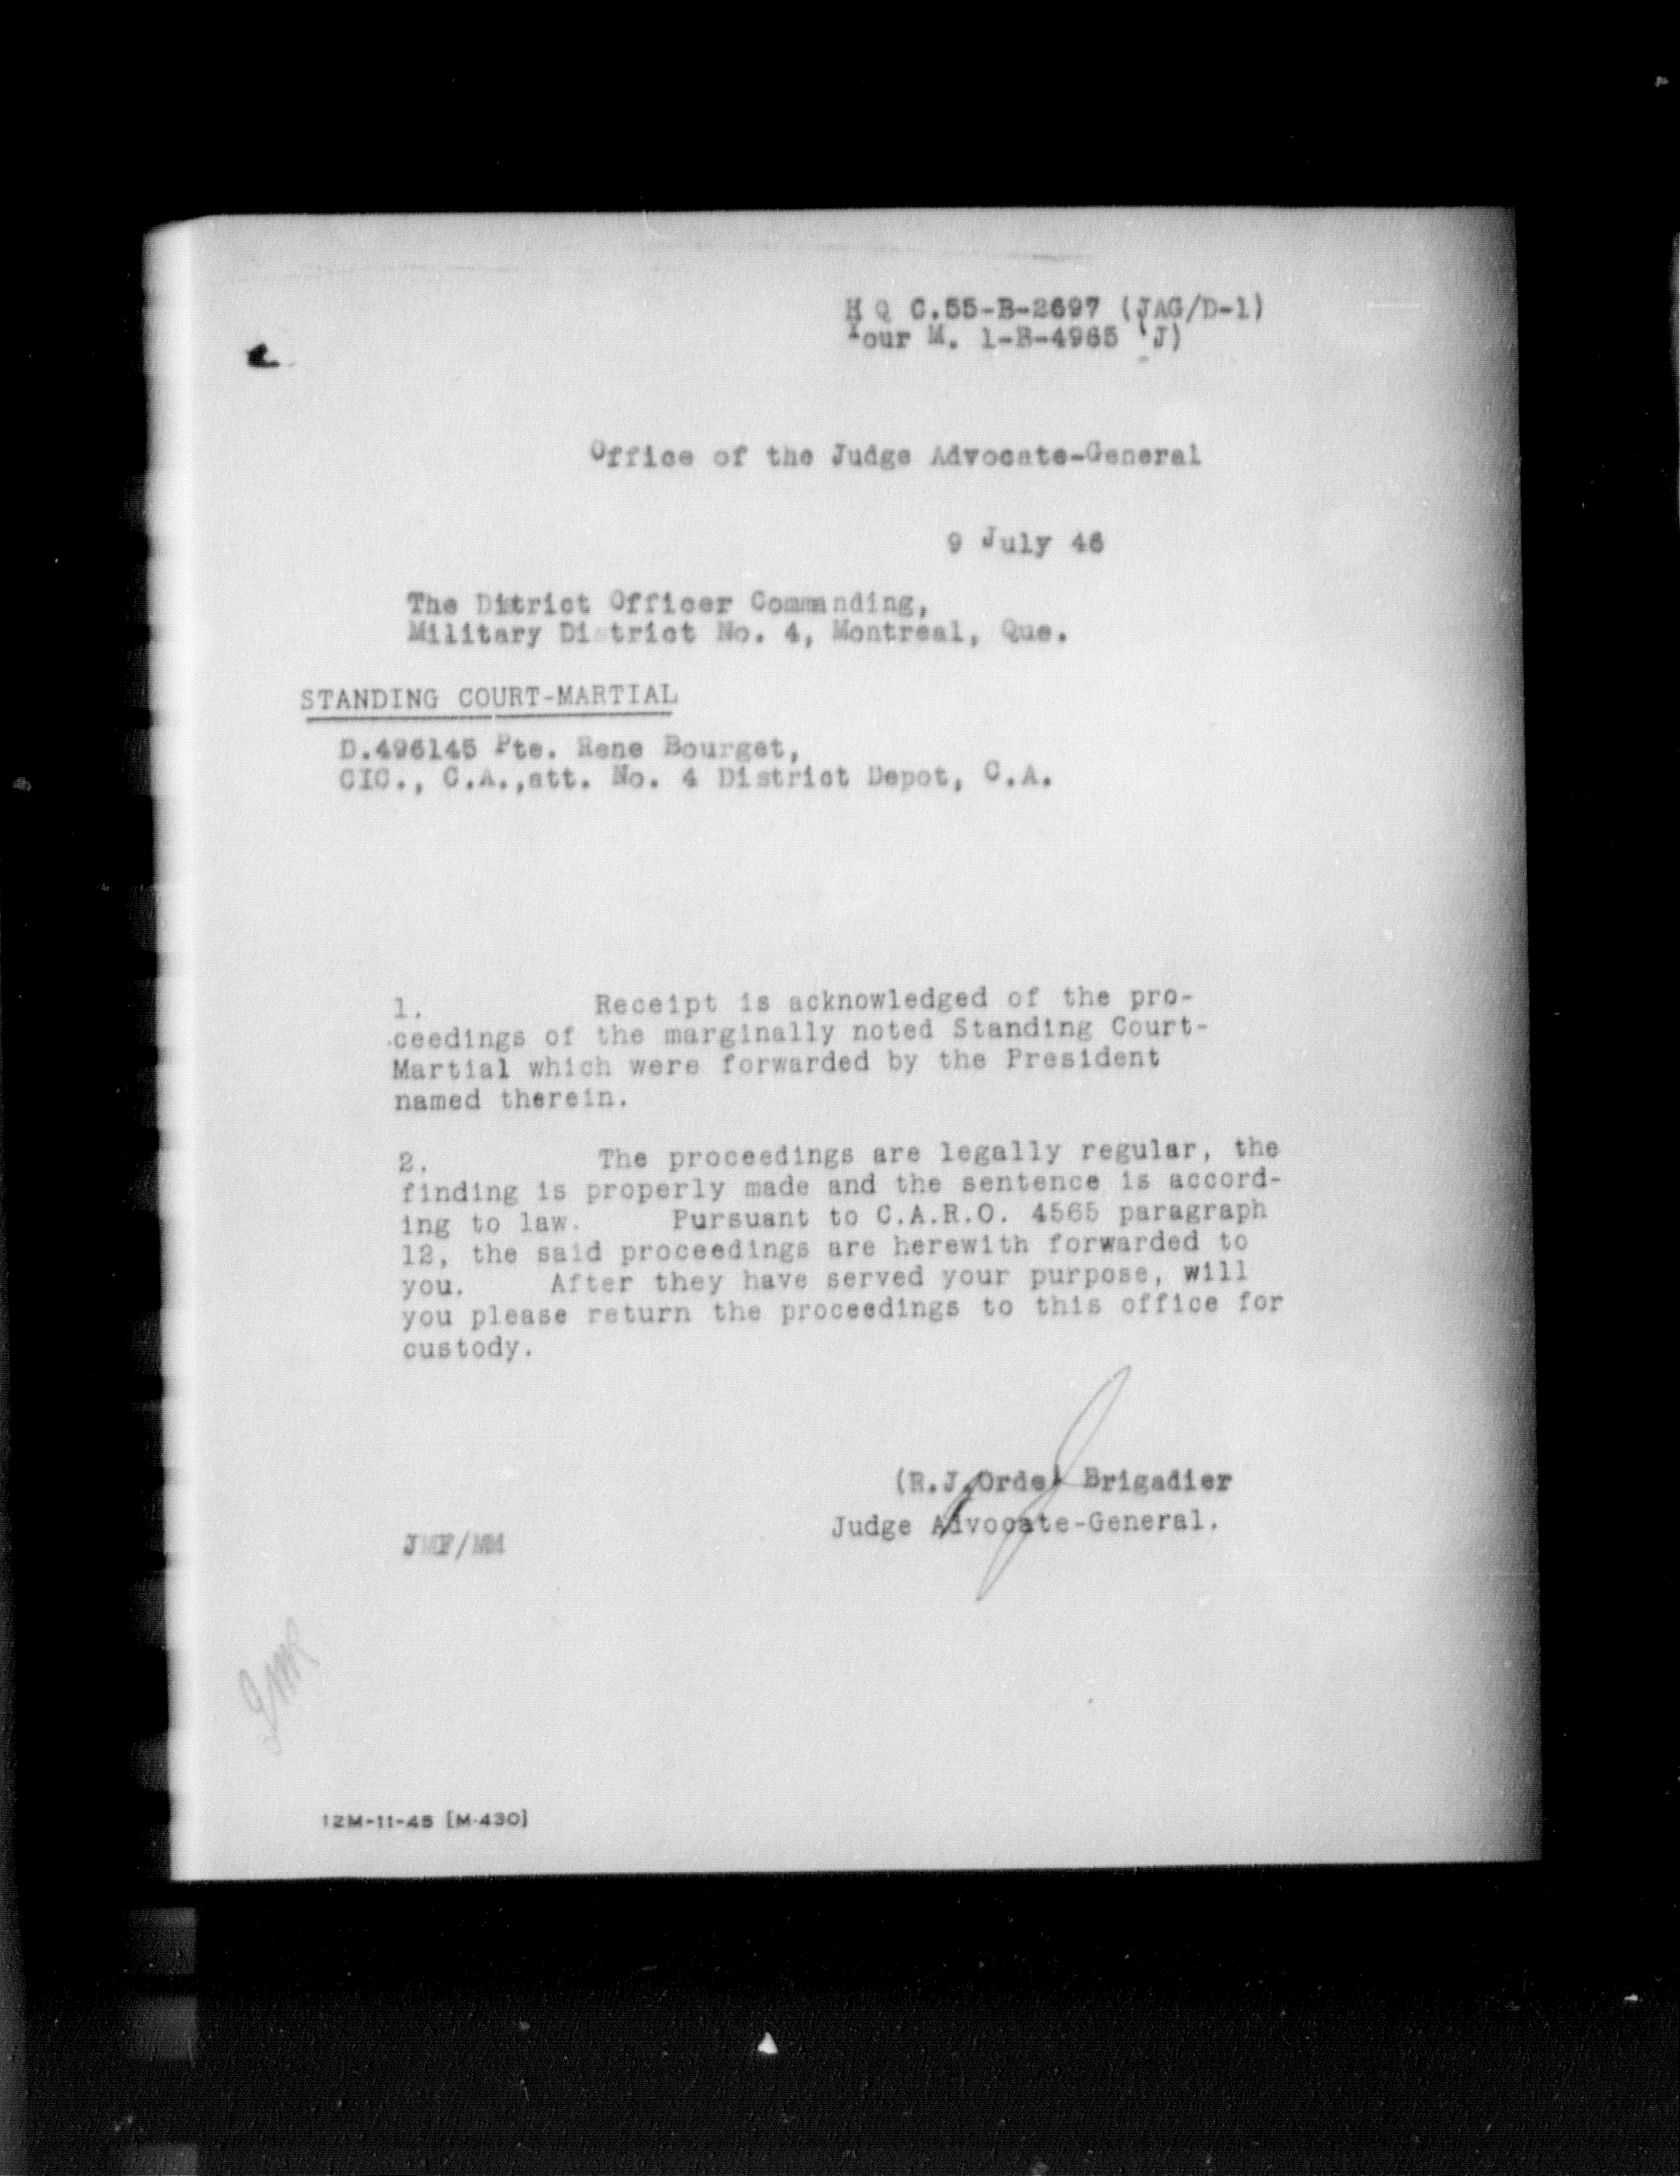 H Q C.55-B-2697 (JAG/D-1)
Your M. 1-B-4965 (J)
Office of the Judge Advocate-General
9 July 46
The Ditrict Officer Commanding,
Military District No. 4, Montreal, Que.
STANDING COURT-MARTIAL
D.496145 Pte. Rene Bourget,
CIC., C.A.,att. No. 4 District Depot, C.A.
1. Receipt is acknowledged of the pro-
ceedings of the marginally noted Standing Court-
Martial which were forwarded by the President
named therein.
2. The proceedings are legally regular, the
finding is properly made and the sentence is accord-
ing to law. Pursuant to C.A.R.O. 4565 paragraph
12, the said proceedings are herewith forwarded to
you. After they have served your purpose, will
you please return the proceedings to this office for
custody.
(R.J.Orde) Brigadier
Judge Advocate-General.
JMF/MM
12M-11-45 [M-430]